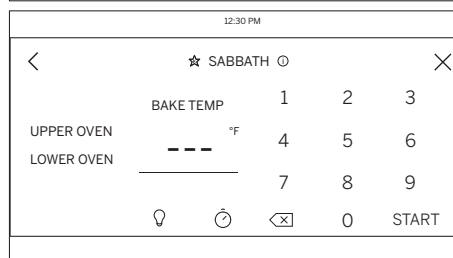 12:30 PM
SABBATH
BAKE TEMP
1 2 3
UPPER OVEN
--- °F
4 5 6
LOWER OVEN
7 8 9
0 START